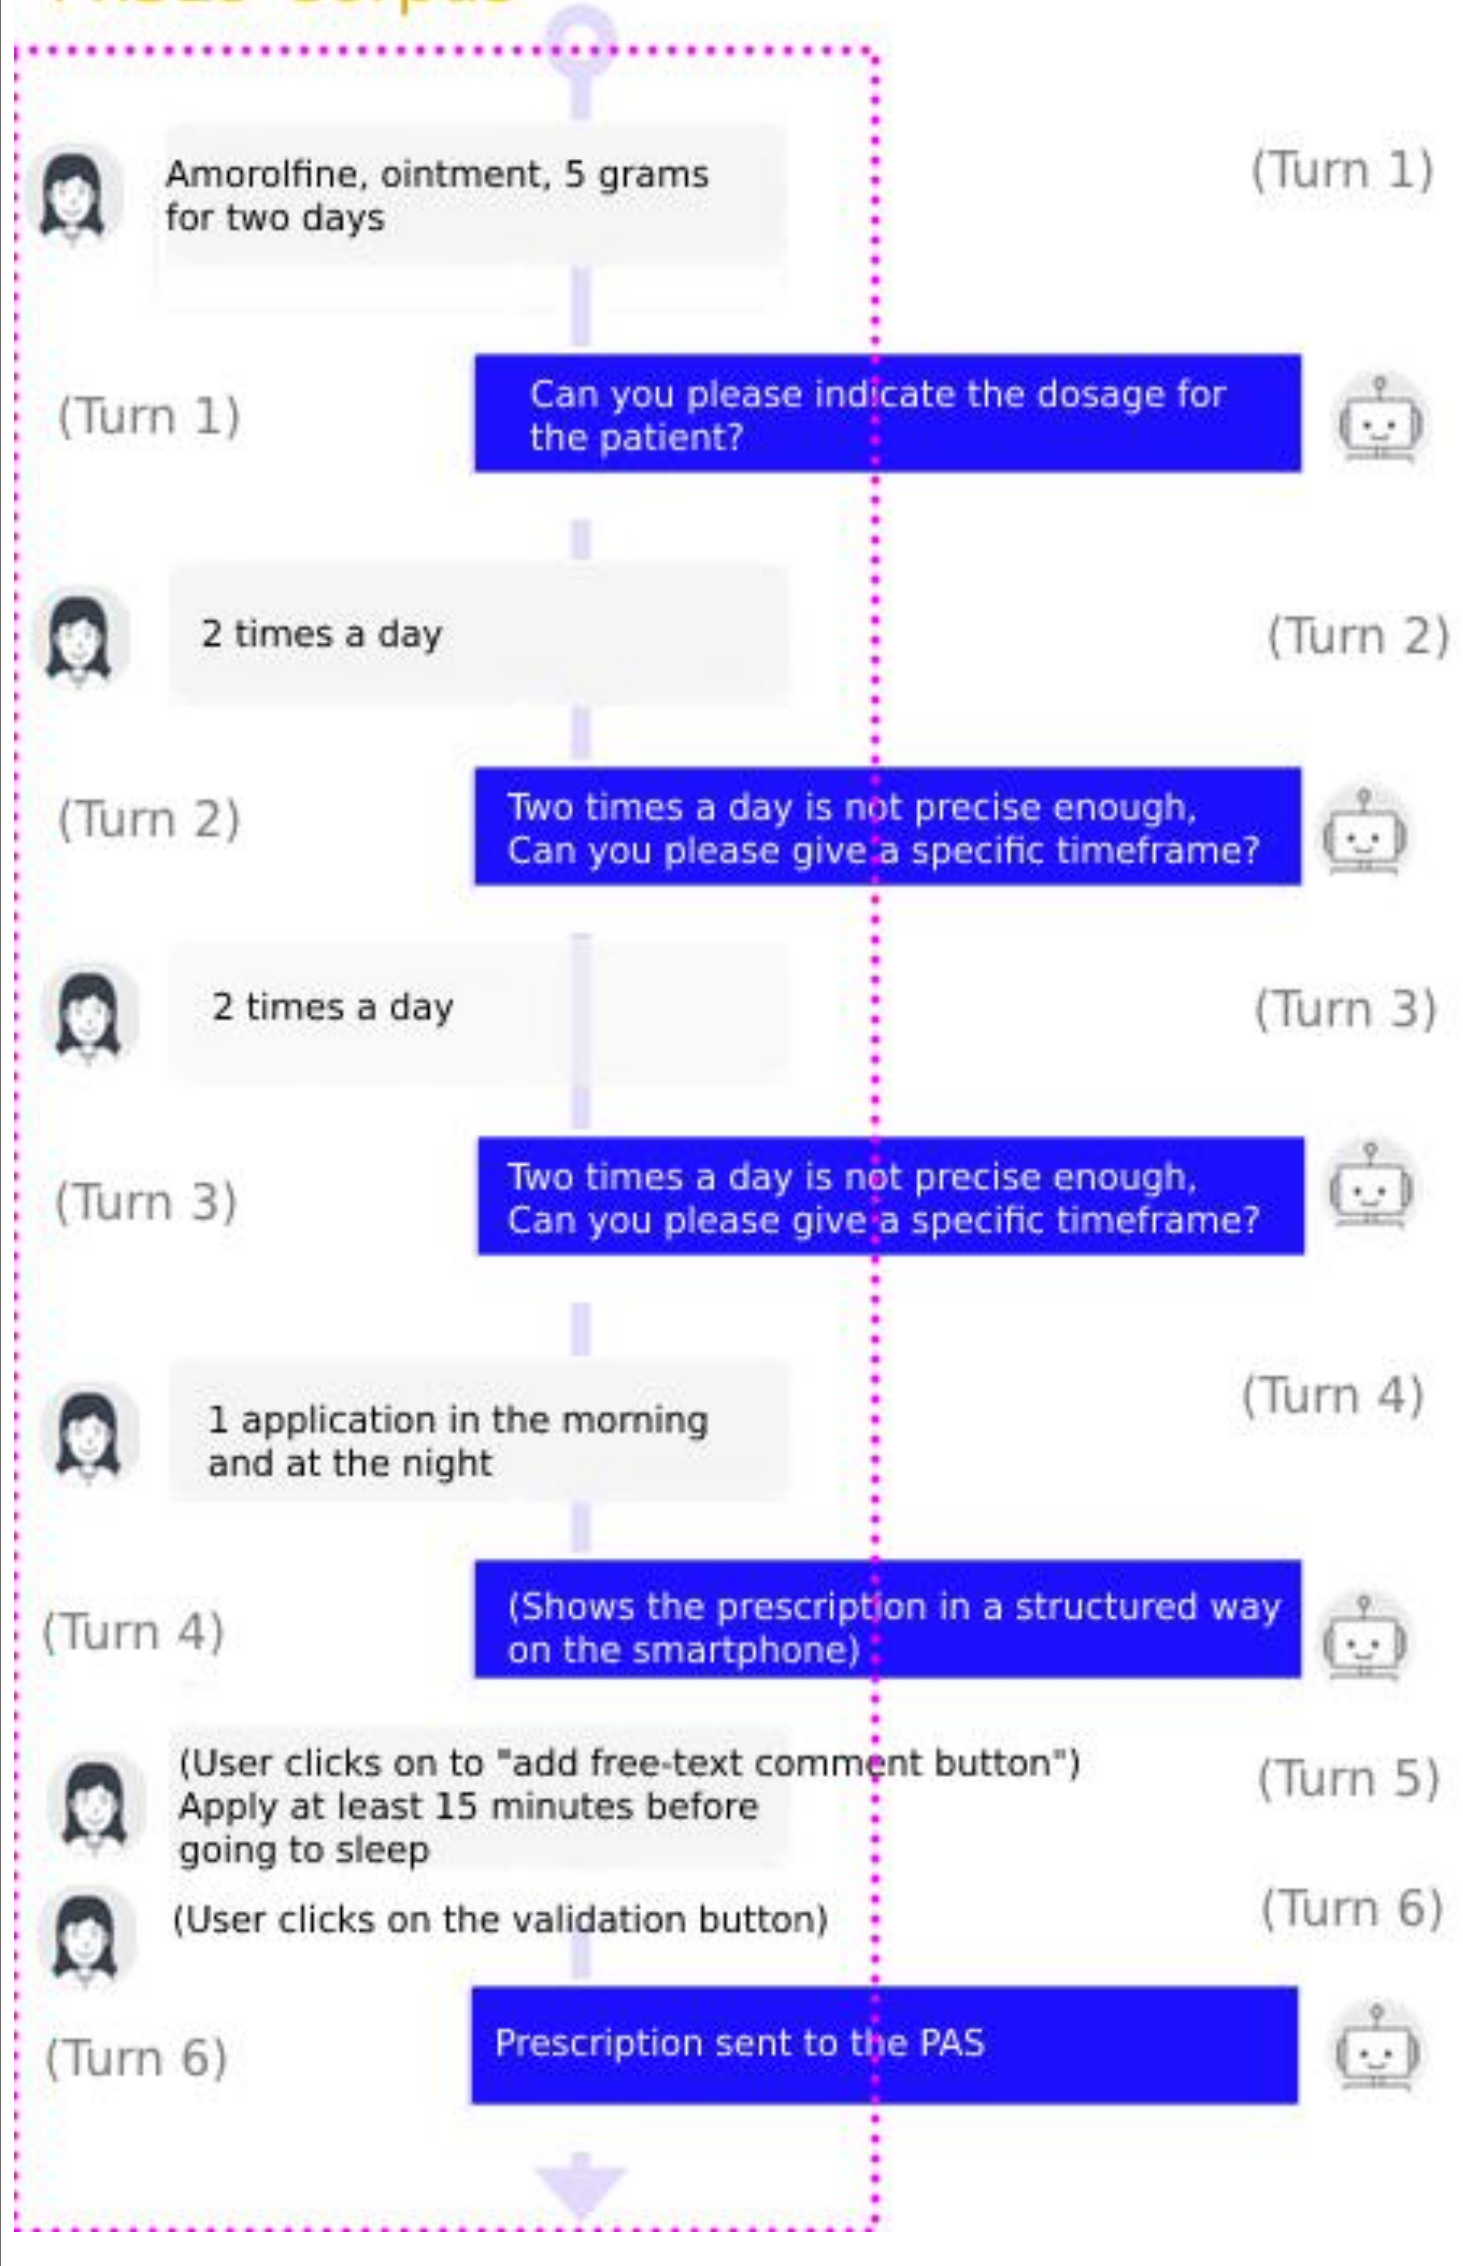 Corpus
Amorolfine, ointment, 5 grams
for two days
(Turn 1)
(Turn 1)
Can you please indicate the dosage for
the patient?
2 times a day
(Turn 2)
(Turn 2)
Two times a day is not precise enough,
Can you please give a specific timeframe?
2 times a day
(Turn 3)
(Turn 3)
Two times a day is not precise enough,
Can you please give a specific timeframe?
1 application in the morning
and at the night
(Turn 4)
(Turn 4)
(Shows the prescription in a structured way
on the smartphone)
(User clicks on to "add free-text comment button")
Apply at least 15 minutes before
going to sleep
(Turn 5)
(User clicks on the validation button)
(Turn 6)
(Turn 6)
Prescription sent to the PAS